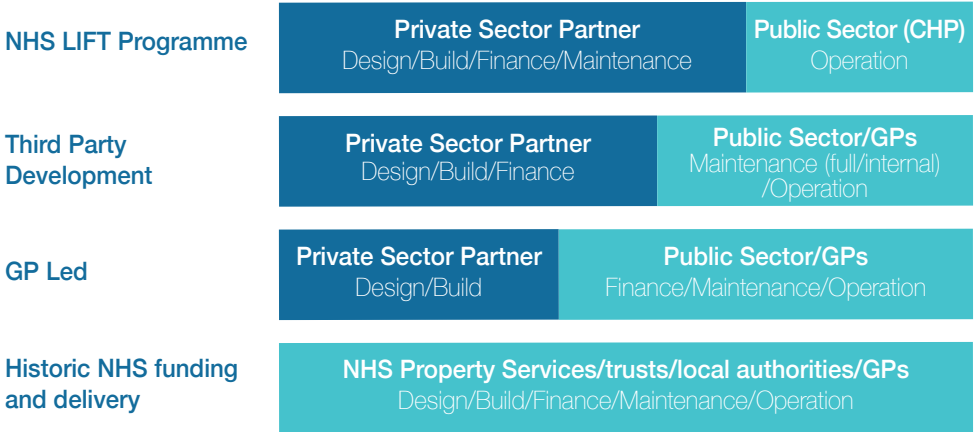 NHS LIFT Programme
Private Sector Partner
Design/Build/Finance/Maintenance
Public Sector (CHP)
Operation
Third Party
Development
Private Sector Partner
Design/Build/Finance
Public Sector/GPs
Maintenance (full/internal)
/Operation
GP Led
Private Sector Partner
Design/Build
Public Sector/GPs
Finance/Maintenance/Operation
Historic NHS funding
and delivery
NHS Property Services/trusts/local authorities/GPs
Design/Build/Finance/Maintenance/Operation